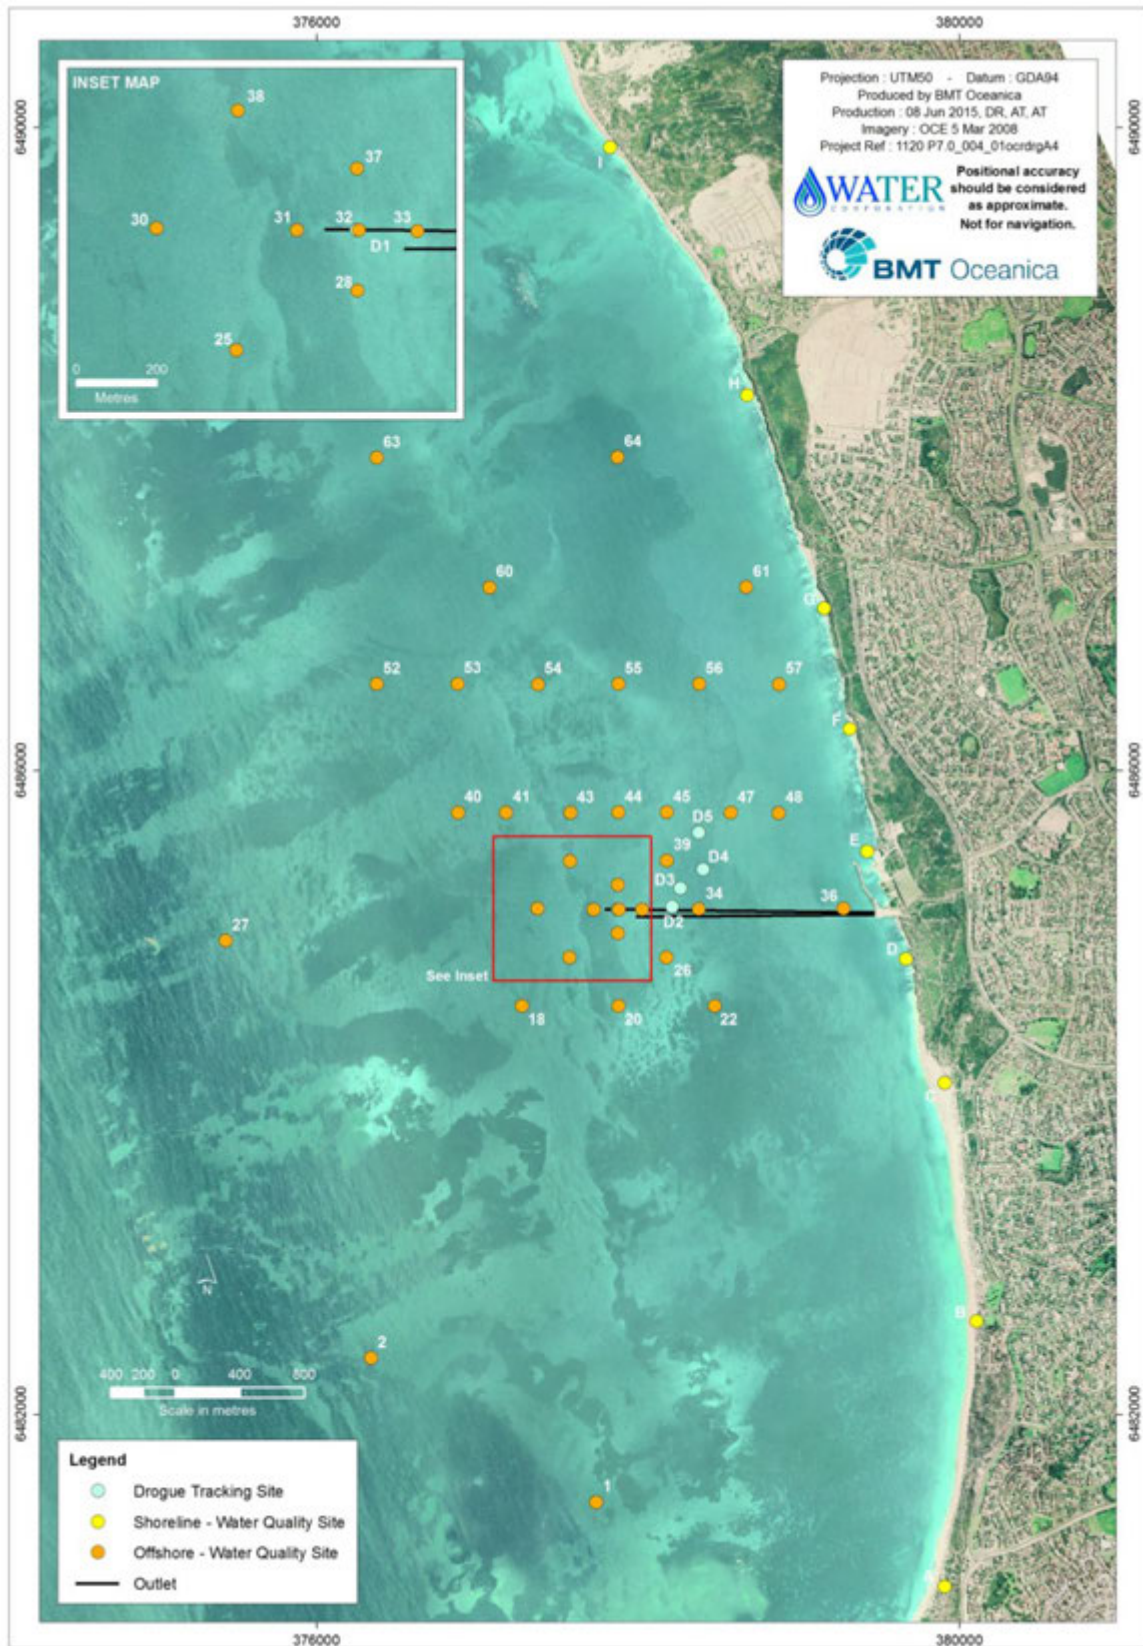 376000
380000
INSET MAP
38
37
30
31
32
33
D1
28
25
0 200
Metres
Projection : UTM50 - Datum : GDA94
Produced by BMT Oceanica
Production : 08 Jun 2015, DR, AT, AT
Imagery : OCE 5 Mar 2008
Project Ref : 1120 P7.0_004_01ocrdrgA4
WATER
CORPORATION
Positional accuracy
should be considered
as approximate.
Not for navigation.
BMT Oceanica
6490000
6490000
I
H
63
64
60
61
G
52
53
54
55
56
57
F
6486000
6486000
40
41
43
44
45
47
48
D5
E
39
D4
D3
34
36
D2
27
D
See Inset
26
18
20
22
C
N
B
2
400 200 0 400 800
Scale in metres
6482000
6482000
1
A
Legend
Drogue Tracking Site
Shoreline - Water Quality Site
Offshore - Water Quality Site
Outlet
376000
380000